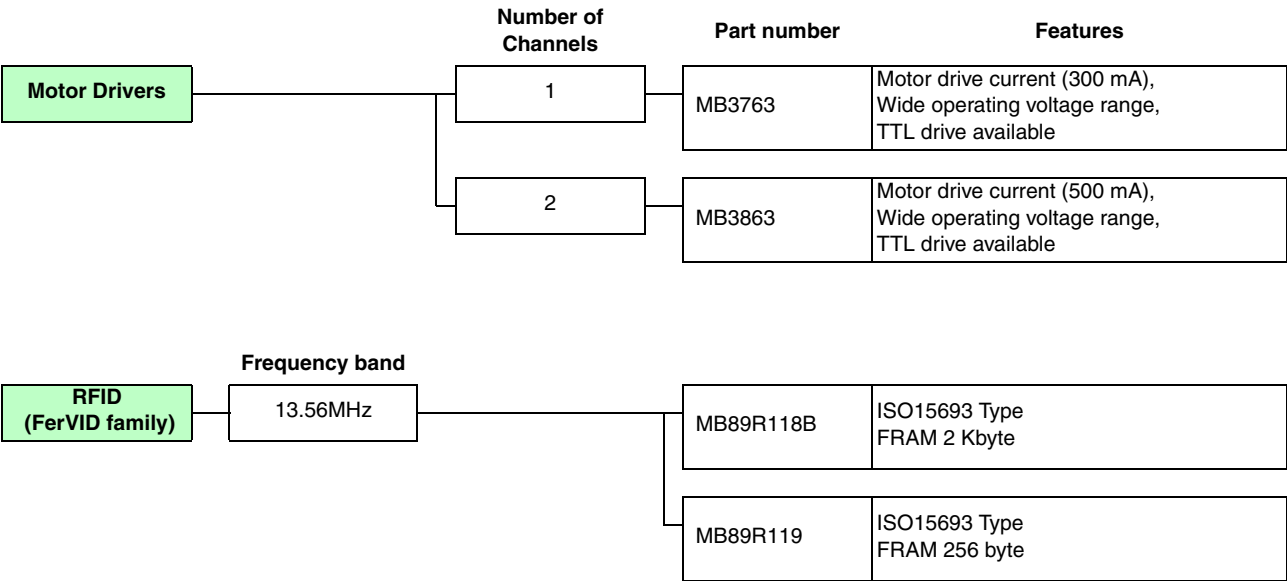 Number of
Channels
Part number
Features
Motor Drivers
1
MB3763
Motor drive current (300 mA),
Wide operating voltage range,
TTL drive available
2
MB3863
Motor drive current (500 mA),
Wide operating voltage range,
TTL drive available
Frequency band
RFID
(FerVID family)
13.56MHz
MB89R118B
ISO15693 Type
FRAM 2 Kbyte
MB89R119
ISO15693 Type
FRAM 256 byte